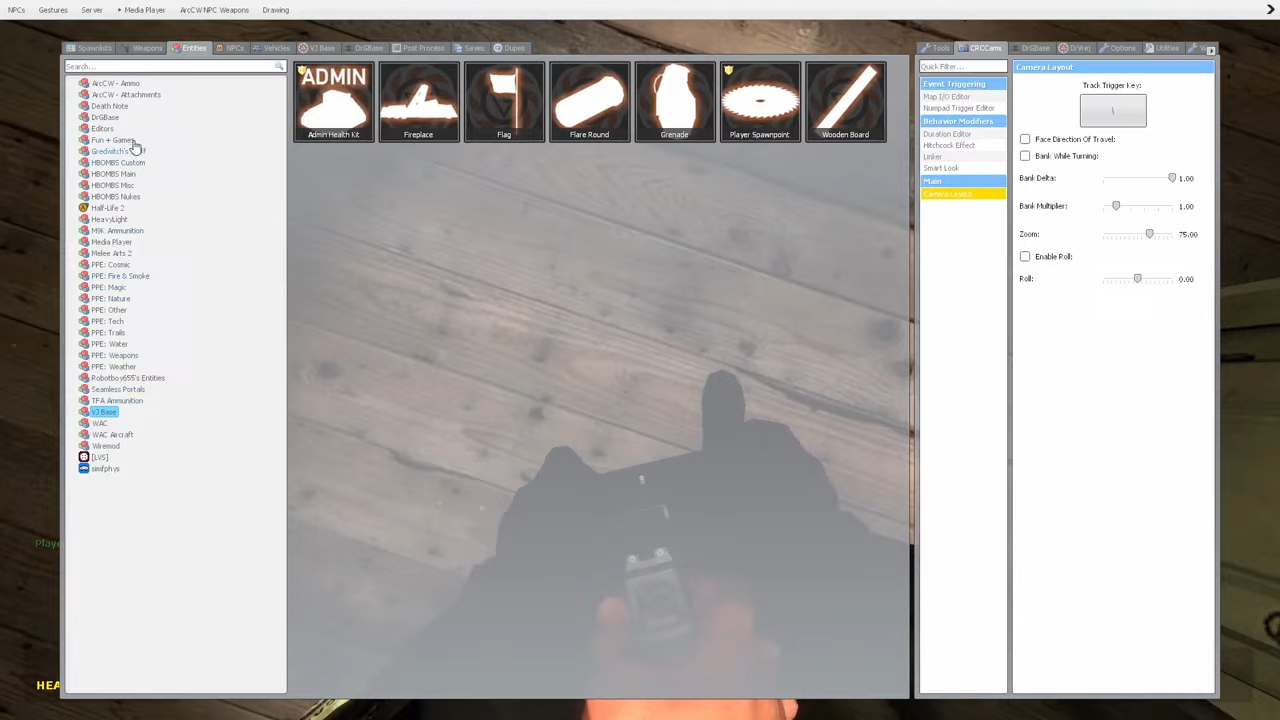 NPCs Gestures Server Media Player ArcCW NPC Weapons Drawing
Spawnlists Weapons Entities NPCs Vehicles VJ Base DrGBase Post Process Saves Dupes
Search...
ArcCW - Ammo
ArcCW - Attachments
Death Note
DrGBase
Editors
Fun + Games
Gredwitch's
HBOMBS Custom
HBOMBS Main
HBOMBS Misc
HBOMBS Nukes
Half-Life 2
HeavyLight
M9K Ammunition
Media Player
Melee Arts 2
PPE: Cosmic
PPE: Fire & Smoke
PPE: Magic
PPE: Nature
PPE: Other
PPE: Tech
PPE: Trails
PPE: Water
PPE: Weapons
PPE: Weather
Robotboy655's Entities
Seamless Portals
TFA Ammunition
VJ Base
WAC
WAC Aircraft
Wiremod
[LVS]
simfphys
ADMIN
Admin Health Kit Fireplace Flag Flare Round Grenade Player Spawnpoint Wooden Board
Tools CRCCams DrGBase DrVrej Options Utilities
Quick Filter...
Event Triggering
Map I/O Editor
Numpad Trigger Editor
Behavior Modifiers
Duration Editor
Hitchcock Effect
Linker
Smart Look
Main
Camera Layout
Camera Layout
Track Trigger Key:
\
Face Direction Of Travel:
Bank While Turning:
Bank Delta: 1.00
Bank Multiplier: 1.00
Zoom: 75.00
Enable Roll:
Roll: 0.00
Playe
HEA